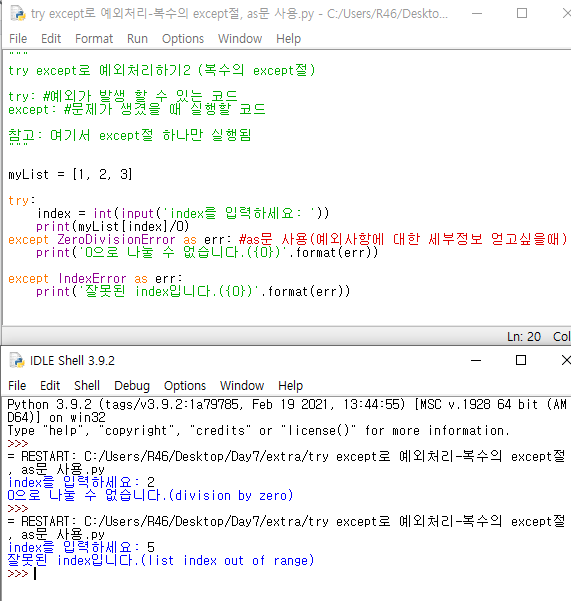 try except로 예외처리-복수의 except절, as문 사용.py - C:/Users/R46/Deskto...
File Edit Format Run Options Window Help
"""
try except로 예외처리하기2 (복수의 except절)
try: #예외가 발생 할 수 있는 코드
except: #문제가 생겼을 때 실행할 코드
참고: 여기서 except절 하나만 실행됨
"""
myList = [1, 2, 3]
try:
index = int(input('index를 입력하세요: '))
print(myList[index]/0)
except ZeroDivisionError as err: #as문 사용(예외사항에 대한 세부정보 얻고싶을때)
print('0으로 나눌 수 없습니다.({0})'.format(err))
except IndexError as err:
print('잘못된 index입니다.({0})'.format(err))
Ln: 20 Col
IDLE Shell 3.9.2
File Edit Shell Debug Options Window Help
Python 3.9.2 (tags/v3.9.2:1a79785, Feb 19 2021, 13:44:55) [MSC v.1928 64 bit (AM
D64)] on win32
Type "help", "copyright", "credits" or "license()" for more information.
>>>
= RESTART: C:/Users/R46/Desktop/Day7/extra/try except로 예외처리-복수의 except절
, as문 사용.py
index를 입력하세요: 2
0으로 나눌 수 없습니다.(division by zero)
>>>
= RESTART: C:/Users/R46/Desktop/Day7/extra/try except로 예외처리-복수의 except절
, as문 사용.py
index를 입력하세요: 5
잘못된 index입니다.(list index out of range)
>>>